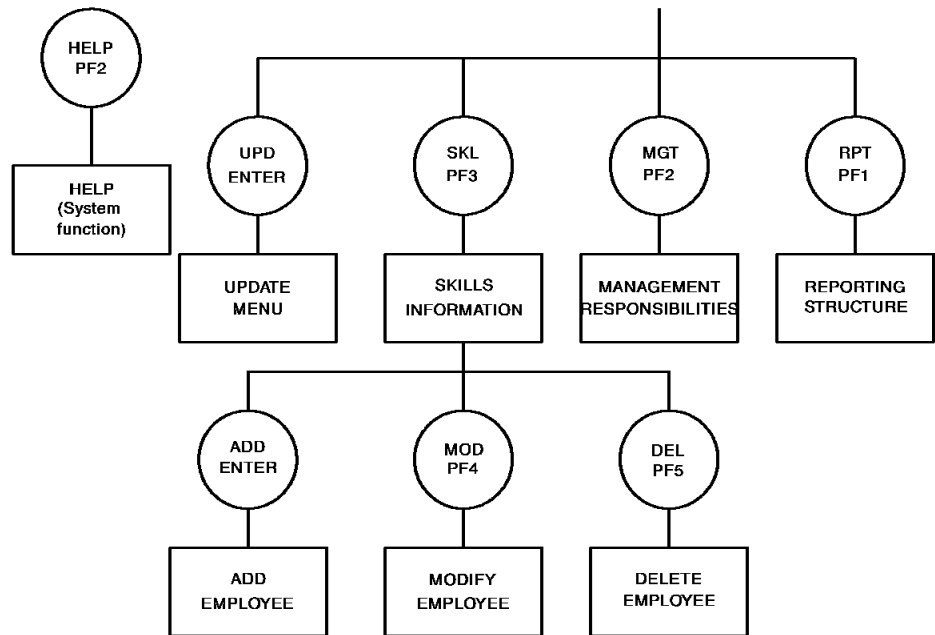 HELP
PF2
HELP
(System
function)
UPD
ENTER
SKL
PF3
MGT
PF2
RPT
PF1
UPDATE
MENU
SKILLS
INFORMATION
MANAGEMENT
RESPONSIBILITIES
REPORTING
STRUCTURE
ADD
ENTER
MOD
PF4
DEL
PF5
ADD
EMPLOYEE
MODIFY
EMPLOYEE
DELETE
EMPLOYEE